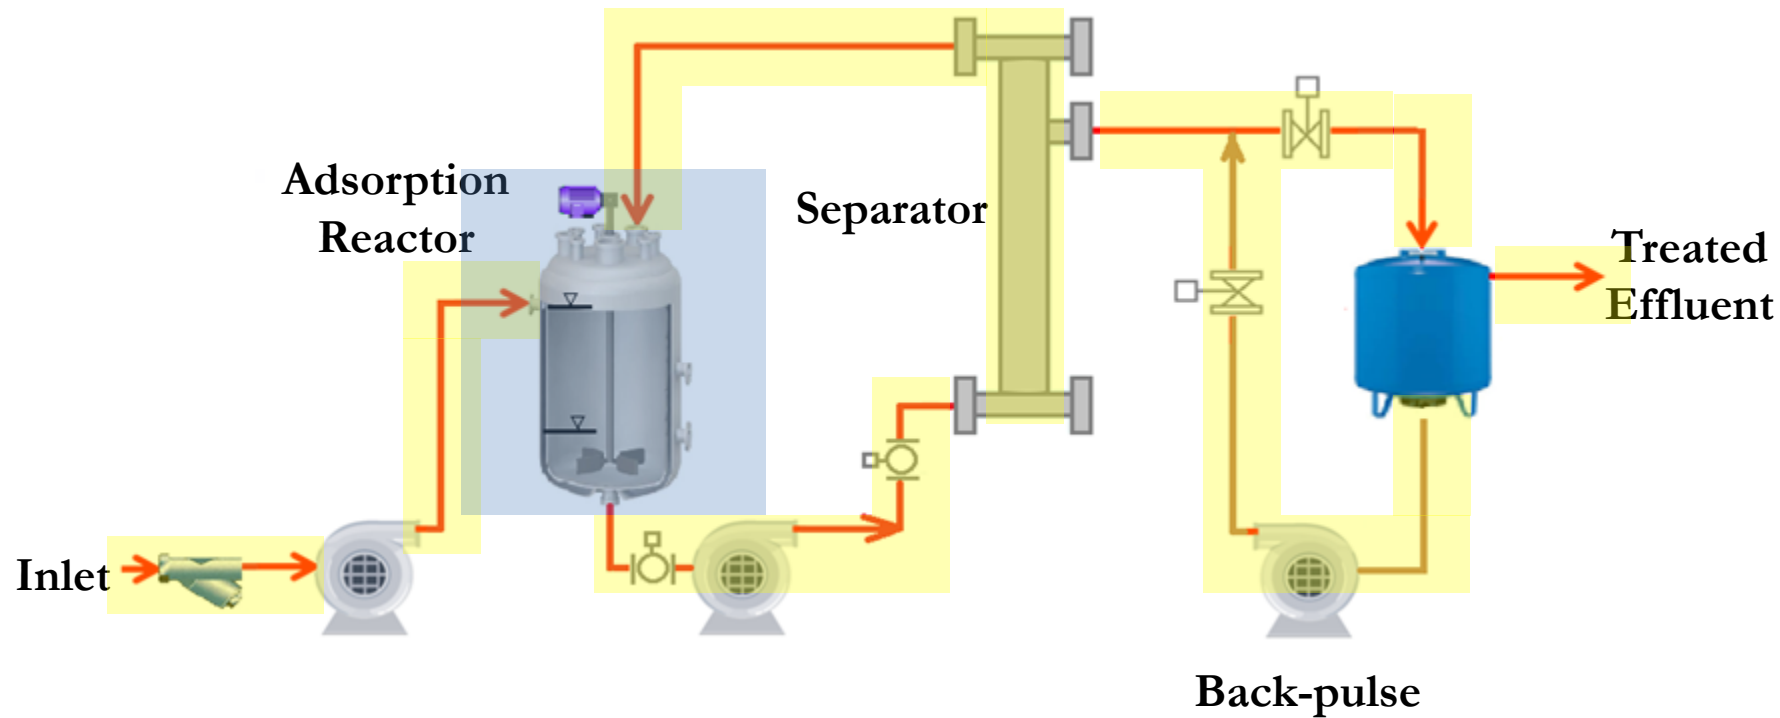 Adsorption
Reactor
Separator
Treated
Effluent
Inlet
Back-pulse